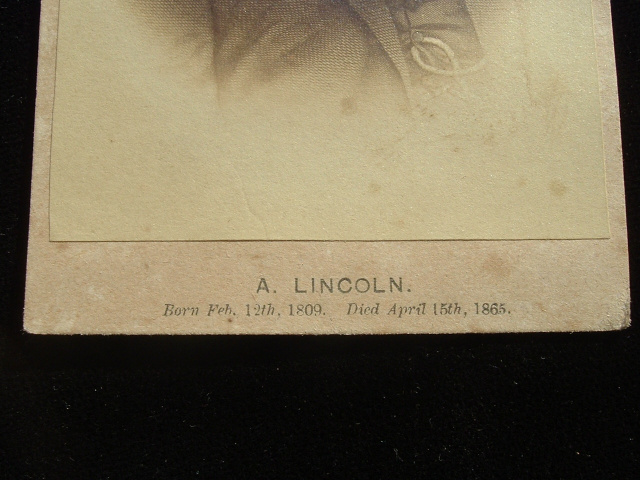 A. LINCOLN.
Born Feb. 12th, 1809. Died April 15th, 1865.